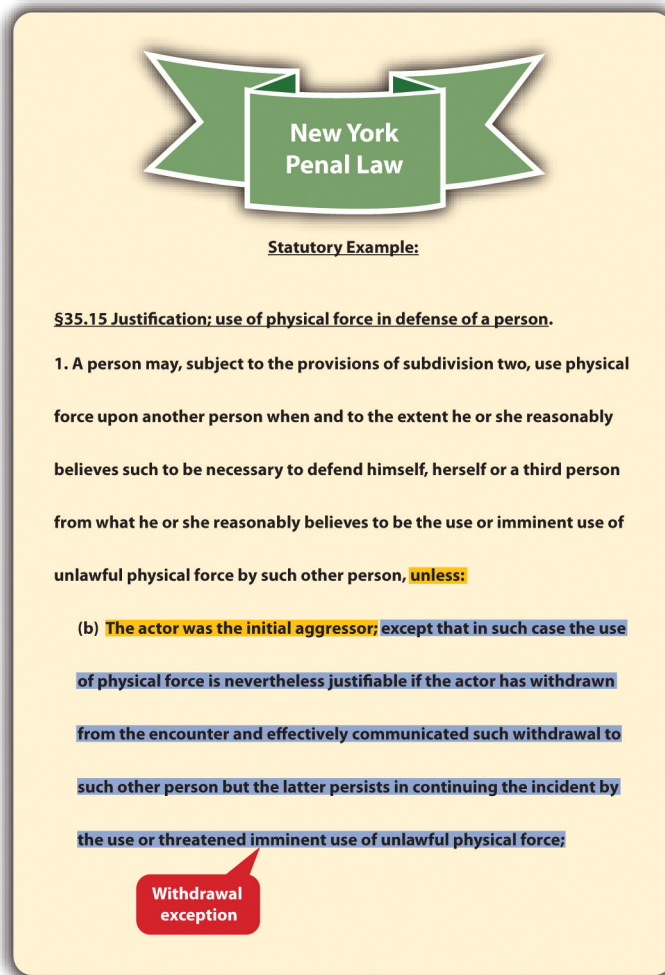 New York
Penal Law
Statutory Example:
§35.15 Justification; use of physical force in defense of a person.
1. A person may, subject to the provisions of subdivision two, use physical
force upon another person when and to the extent he or she reasonably
believes such to be necessary to defend himself, herself or a third person
from what he or she reasonably believes to be the use or imminent use of
unlawful physical force by such other person, unless:
(b) The actor was the initial aggressor; except that in such case the use
of physical force is nevertheless justifiable if the actor has withdrawn
from the encounter and effectively communicated such withdrawal to
such other person but the latter persists in continuing the incident by
the use or threatened imminent use of unlawful physical force;
Withdrawal
exception